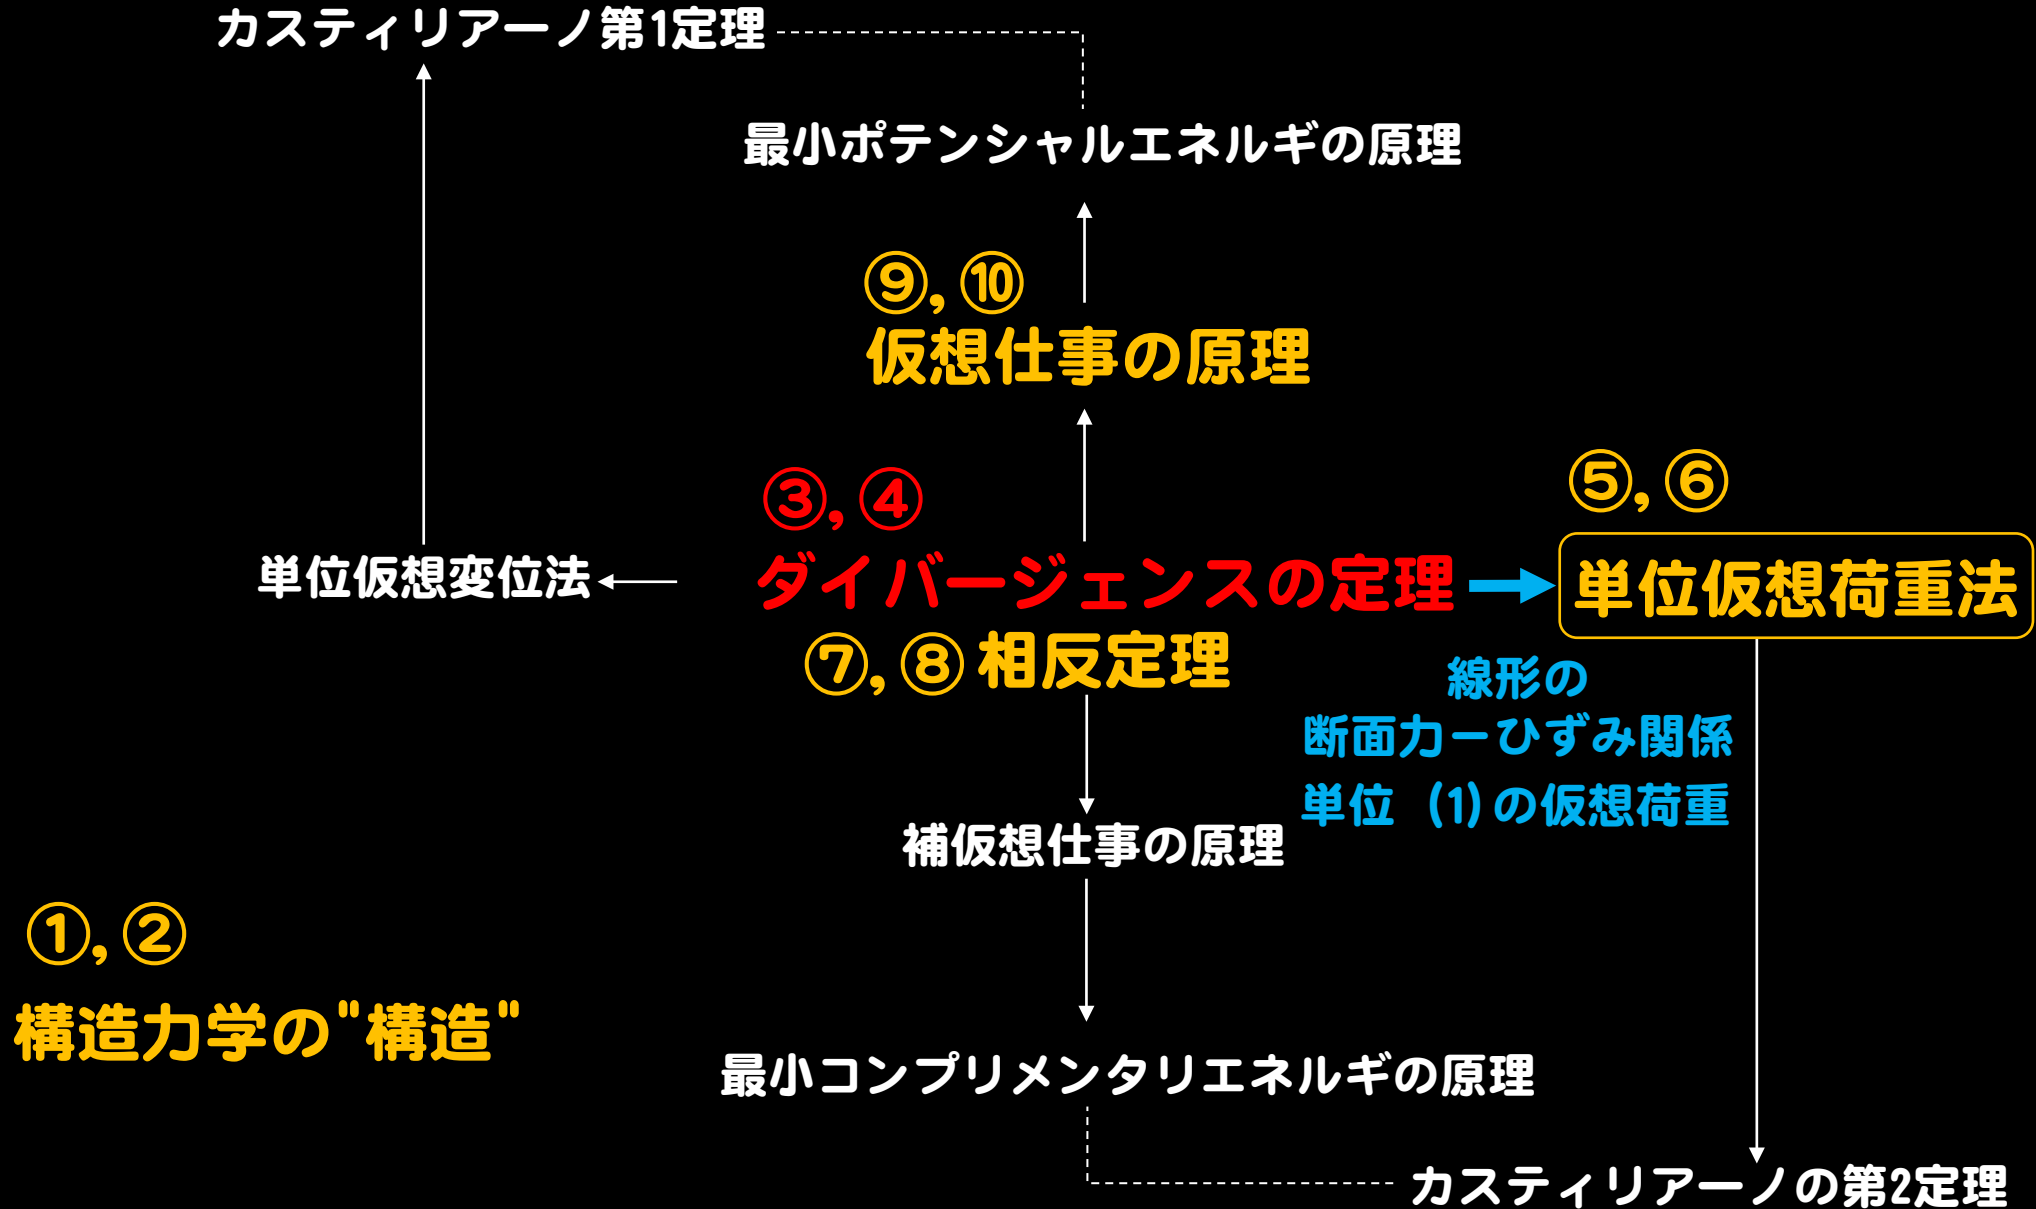 カスティリアーノ第1定理
最小ポテンシャルエネルギの原理
⑨, ⑩
仮想仕事の原理
③, ④
⑤, ⑥
単位仮想変位法
ダイバージェンスの定理
単位仮想荷重法
⑦, ⑧ 相反定理
線形の
断面力ーひずみ関係
単位 (1) の仮想荷重
補仮想仕事の原理
①, ②
構造力学の"構造"
最小コンプリメンタリエネルギの原理
カスティリアーノの第2定理